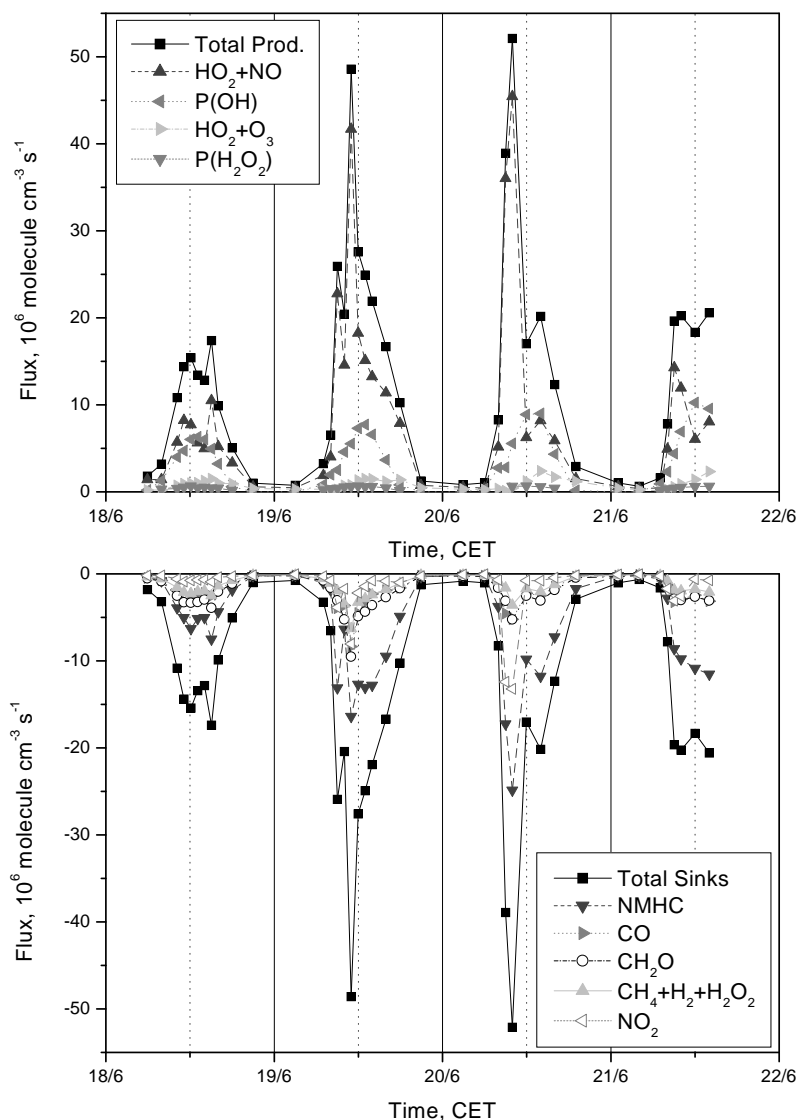 Total Prod.
HO₂+NO
P(OH)
HO₂+O₃
P(H₂O₂)
Flux, 10⁶ molecule cm⁻³ s⁻¹
50
40
30
20
10
0
18/6 19/6 20/6 21/6 22/6
Time, CET
Flux, 10⁶ molecule cm⁻³ s⁻¹
0
-10
-20
-30
-40
-50
Total Sinks
NMHC
CO
CH₂O
CH₄+H₂+H₂O₂
NO₂
18/6 19/6 20/6 21/6 22/6
Time, CET